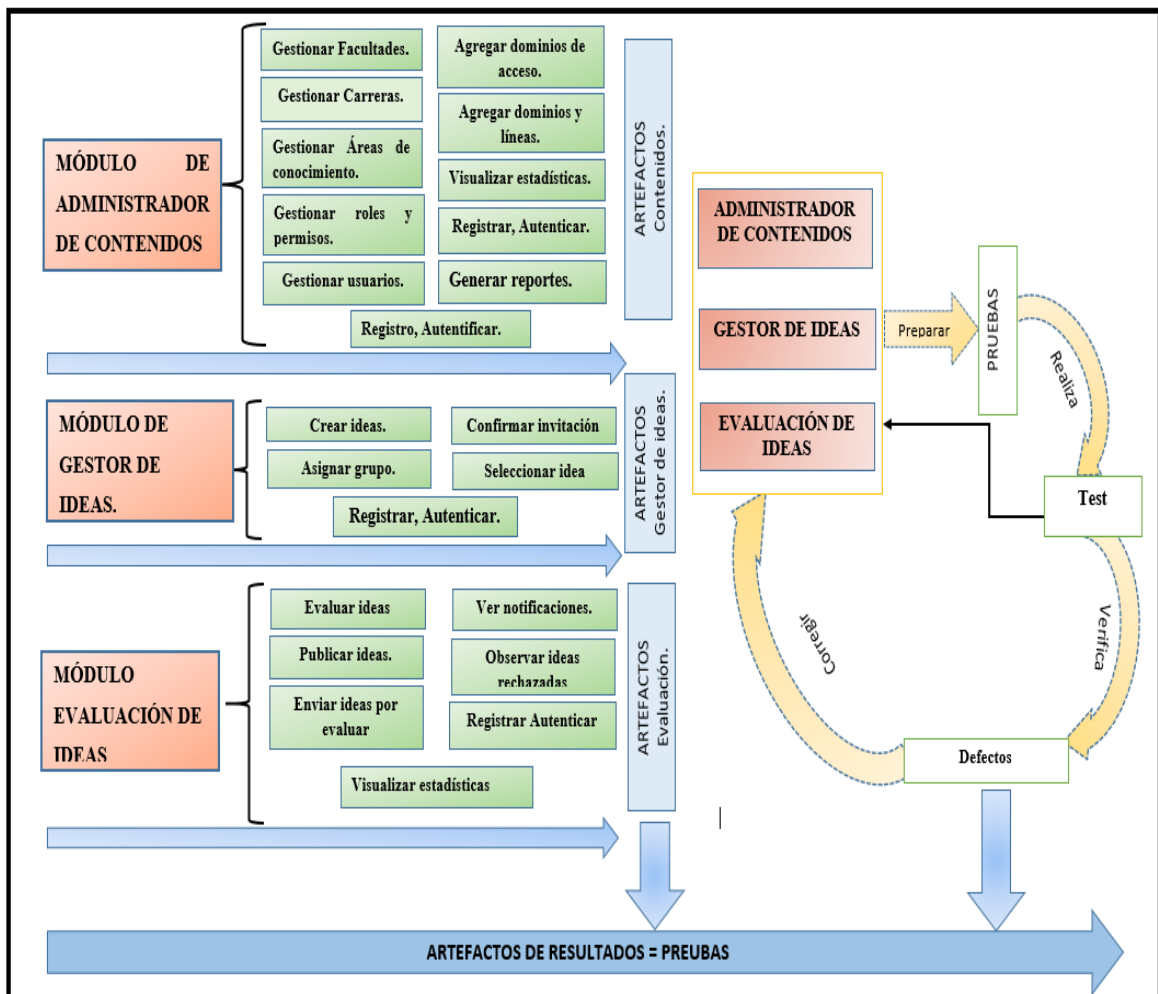 MÓDULO DE
ADMINISTRADOR
DE CONTENIDOS
Gestionar Facultades.
Gestionar Carreras.
Gestionar Áreas de
conocimiento.
Gestionar roles y
permisos.
Gestionar usuarios.
Agregar dominios de
acceso.
Agregar dominios y
líneas.
Visualizar estadísticas.
Registrar, Autenticar.
Generar reportes.
Registro, Autentificar.
ARTEFACTOS
Contenidos.
MÓDULO DE
GESTOR DE
IDEAS.
Crear ideas.
Asignar grupo.
Confirmar invitación
Seleccionar idea
Registrar, Autenticar.
ARTEFACTOS
Gestor de ideas.
MÓDULO
EVALUACIÓN DE
IDEAS
Evaluar ideas
Publicar ideas.
Enviar ideas por
evaluar
Ver notificaciones.
Observar ideas
rechazadas
Registrar Autenticar
Visualizar estadísticas
ARTEFACTOS
Evaluación.
ADMINISTRADOR
DE CONTENIDOS
GESTOR DE IDEAS
EVALUACIÓN DE
IDEAS
Preparar
PRUEBAS
Realiza
Test
Verifica
Defectos
Corregir
ARTEFACTOS DE RESULTADOS = PREUBAS